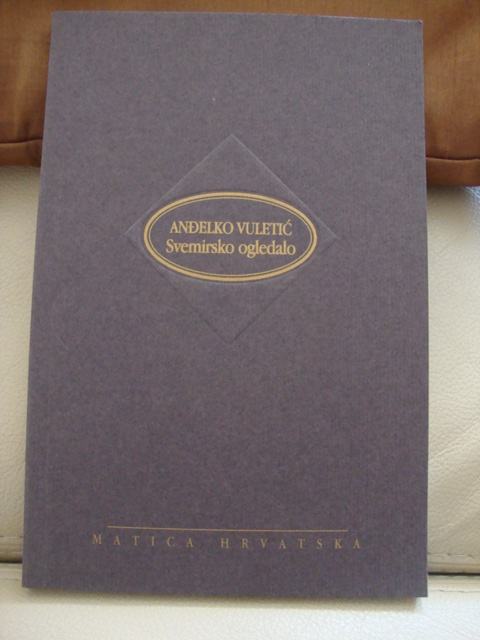 ANĐELKO VULETIĆ
Svemirsko ogledalo
MATICA HRVATSKA